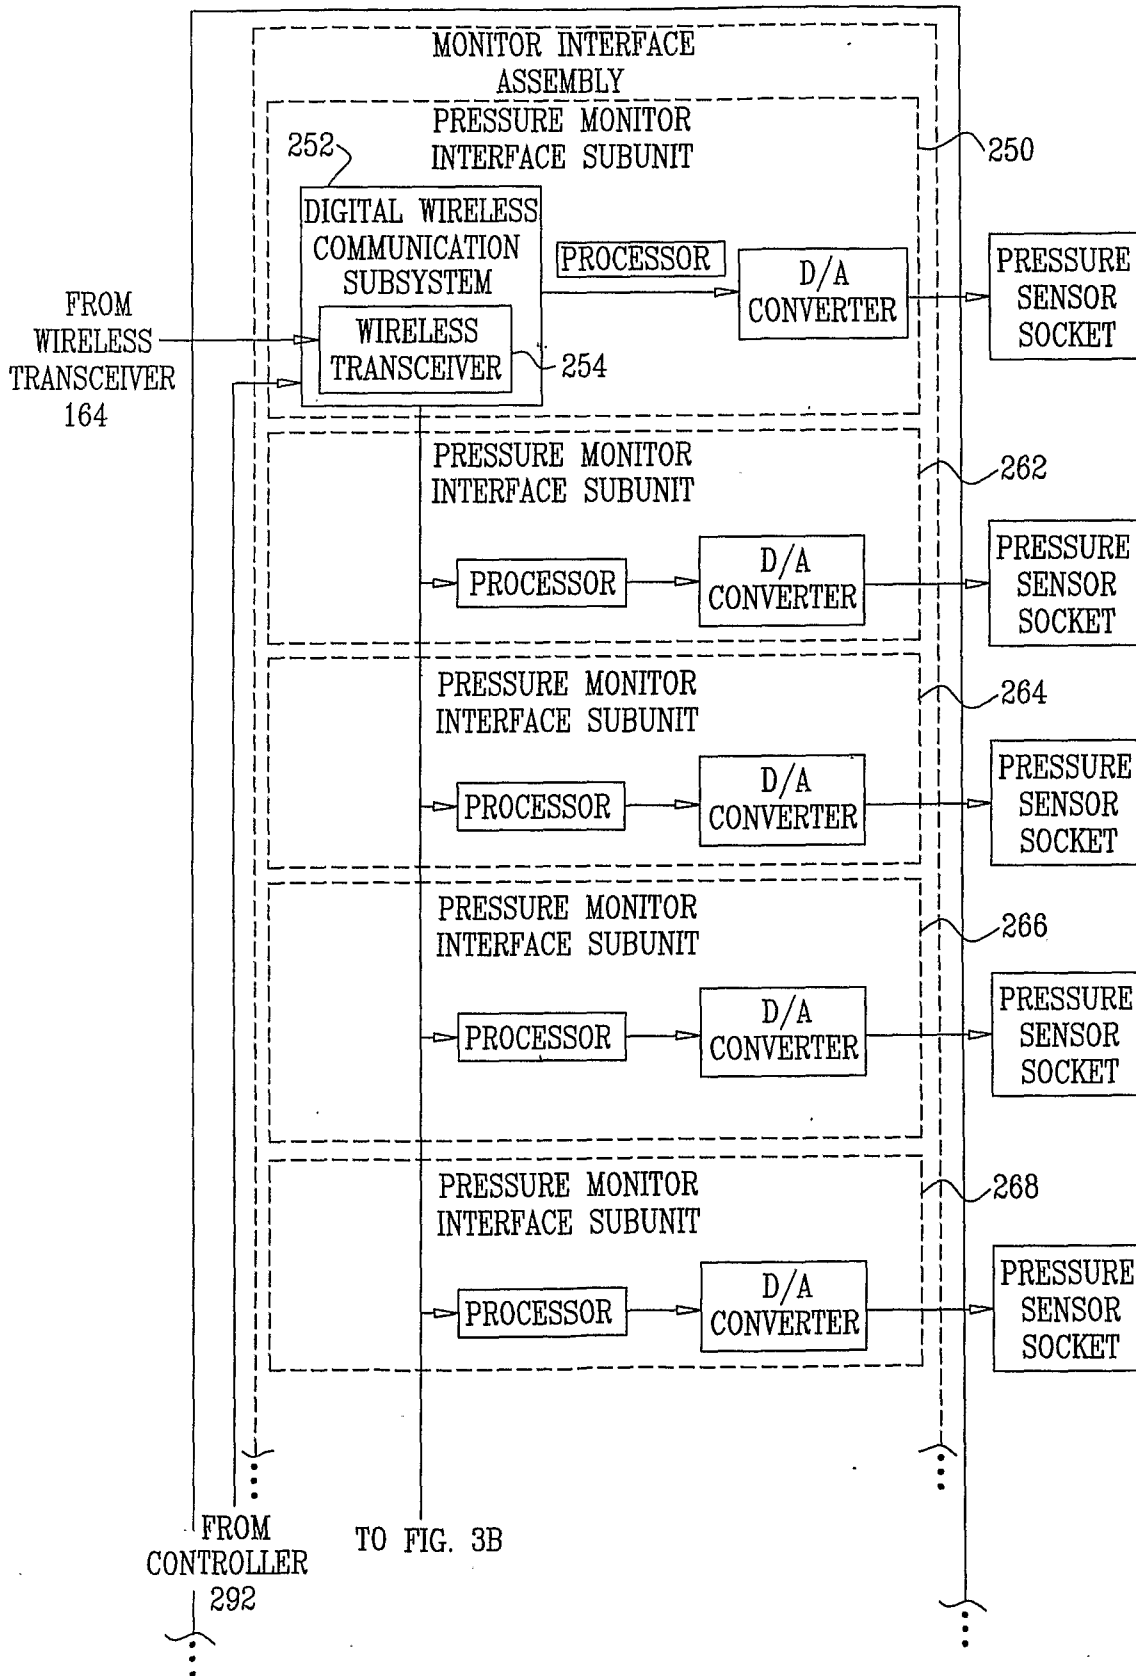 MONITOR INTERFACE
ASSEMBLY
PRESSURE MONITOR
INTERFACE SUBUNIT
250
252
DIGITAL WIRELESS
COMMUNICATION
SUBSYSTEM
WIRELESS
TRANSCEIVER
254
PROCESSOR
D/A
CONVERTER
PRESSURE
SENSOR
SOCKET
FROM
WIRELESS
TRANSCEIVER
164
PRESSURE MONITOR
INTERFACE SUBUNIT
262
PROCESSOR
D/A
CONVERTER
PRESSURE
SENSOR
SOCKET
PRESSURE MONITOR
INTERFACE SUBUNIT
264
PROCESSOR
D/A
CONVERTER
PRESSURE
SENSOR
SOCKET
PRESSURE MONITOR
INTERFACE SUBUNIT
266
PROCESSOR
D/A
CONVERTER
PRESSURE
SENSOR
SOCKET
PRESSURE MONITOR
INTERFACE SUBUNIT
268
PROCESSOR
D/A
CONVERTER
PRESSURE
SENSOR
SOCKET
FROM
CONTROLLER
292
TO FIG. 3B